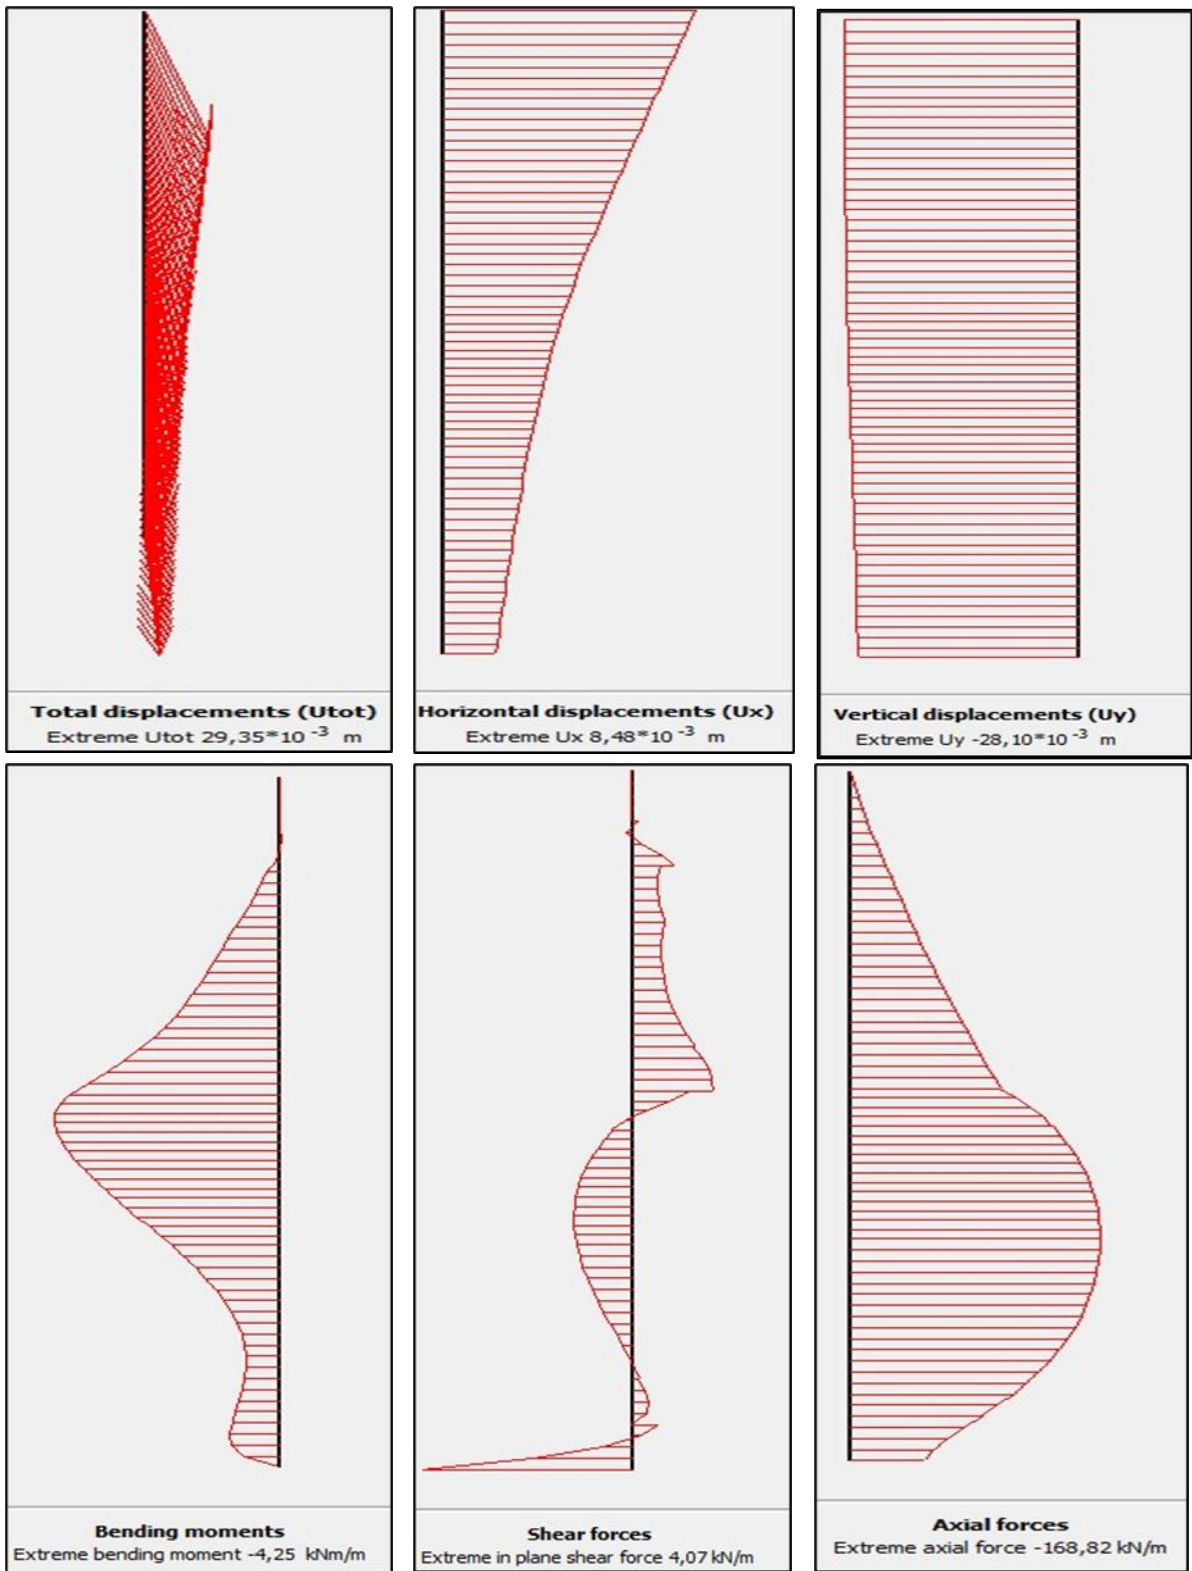 Total displacements (Utot)
Extreme Utot 29,35*10 -3 m
Horizontal displacements (Ux)
Extreme Ux 8,48*10 -3 m
Vertical displacements (Uy)
Extreme Uy -28,10*10 -3 m
Bending moments
Extreme bending moment -4,25 kNm/m
Shear forces
Extreme in plane shear force 4,07 kN/m
Axial forces
Extreme axial force -168,82 kN/m